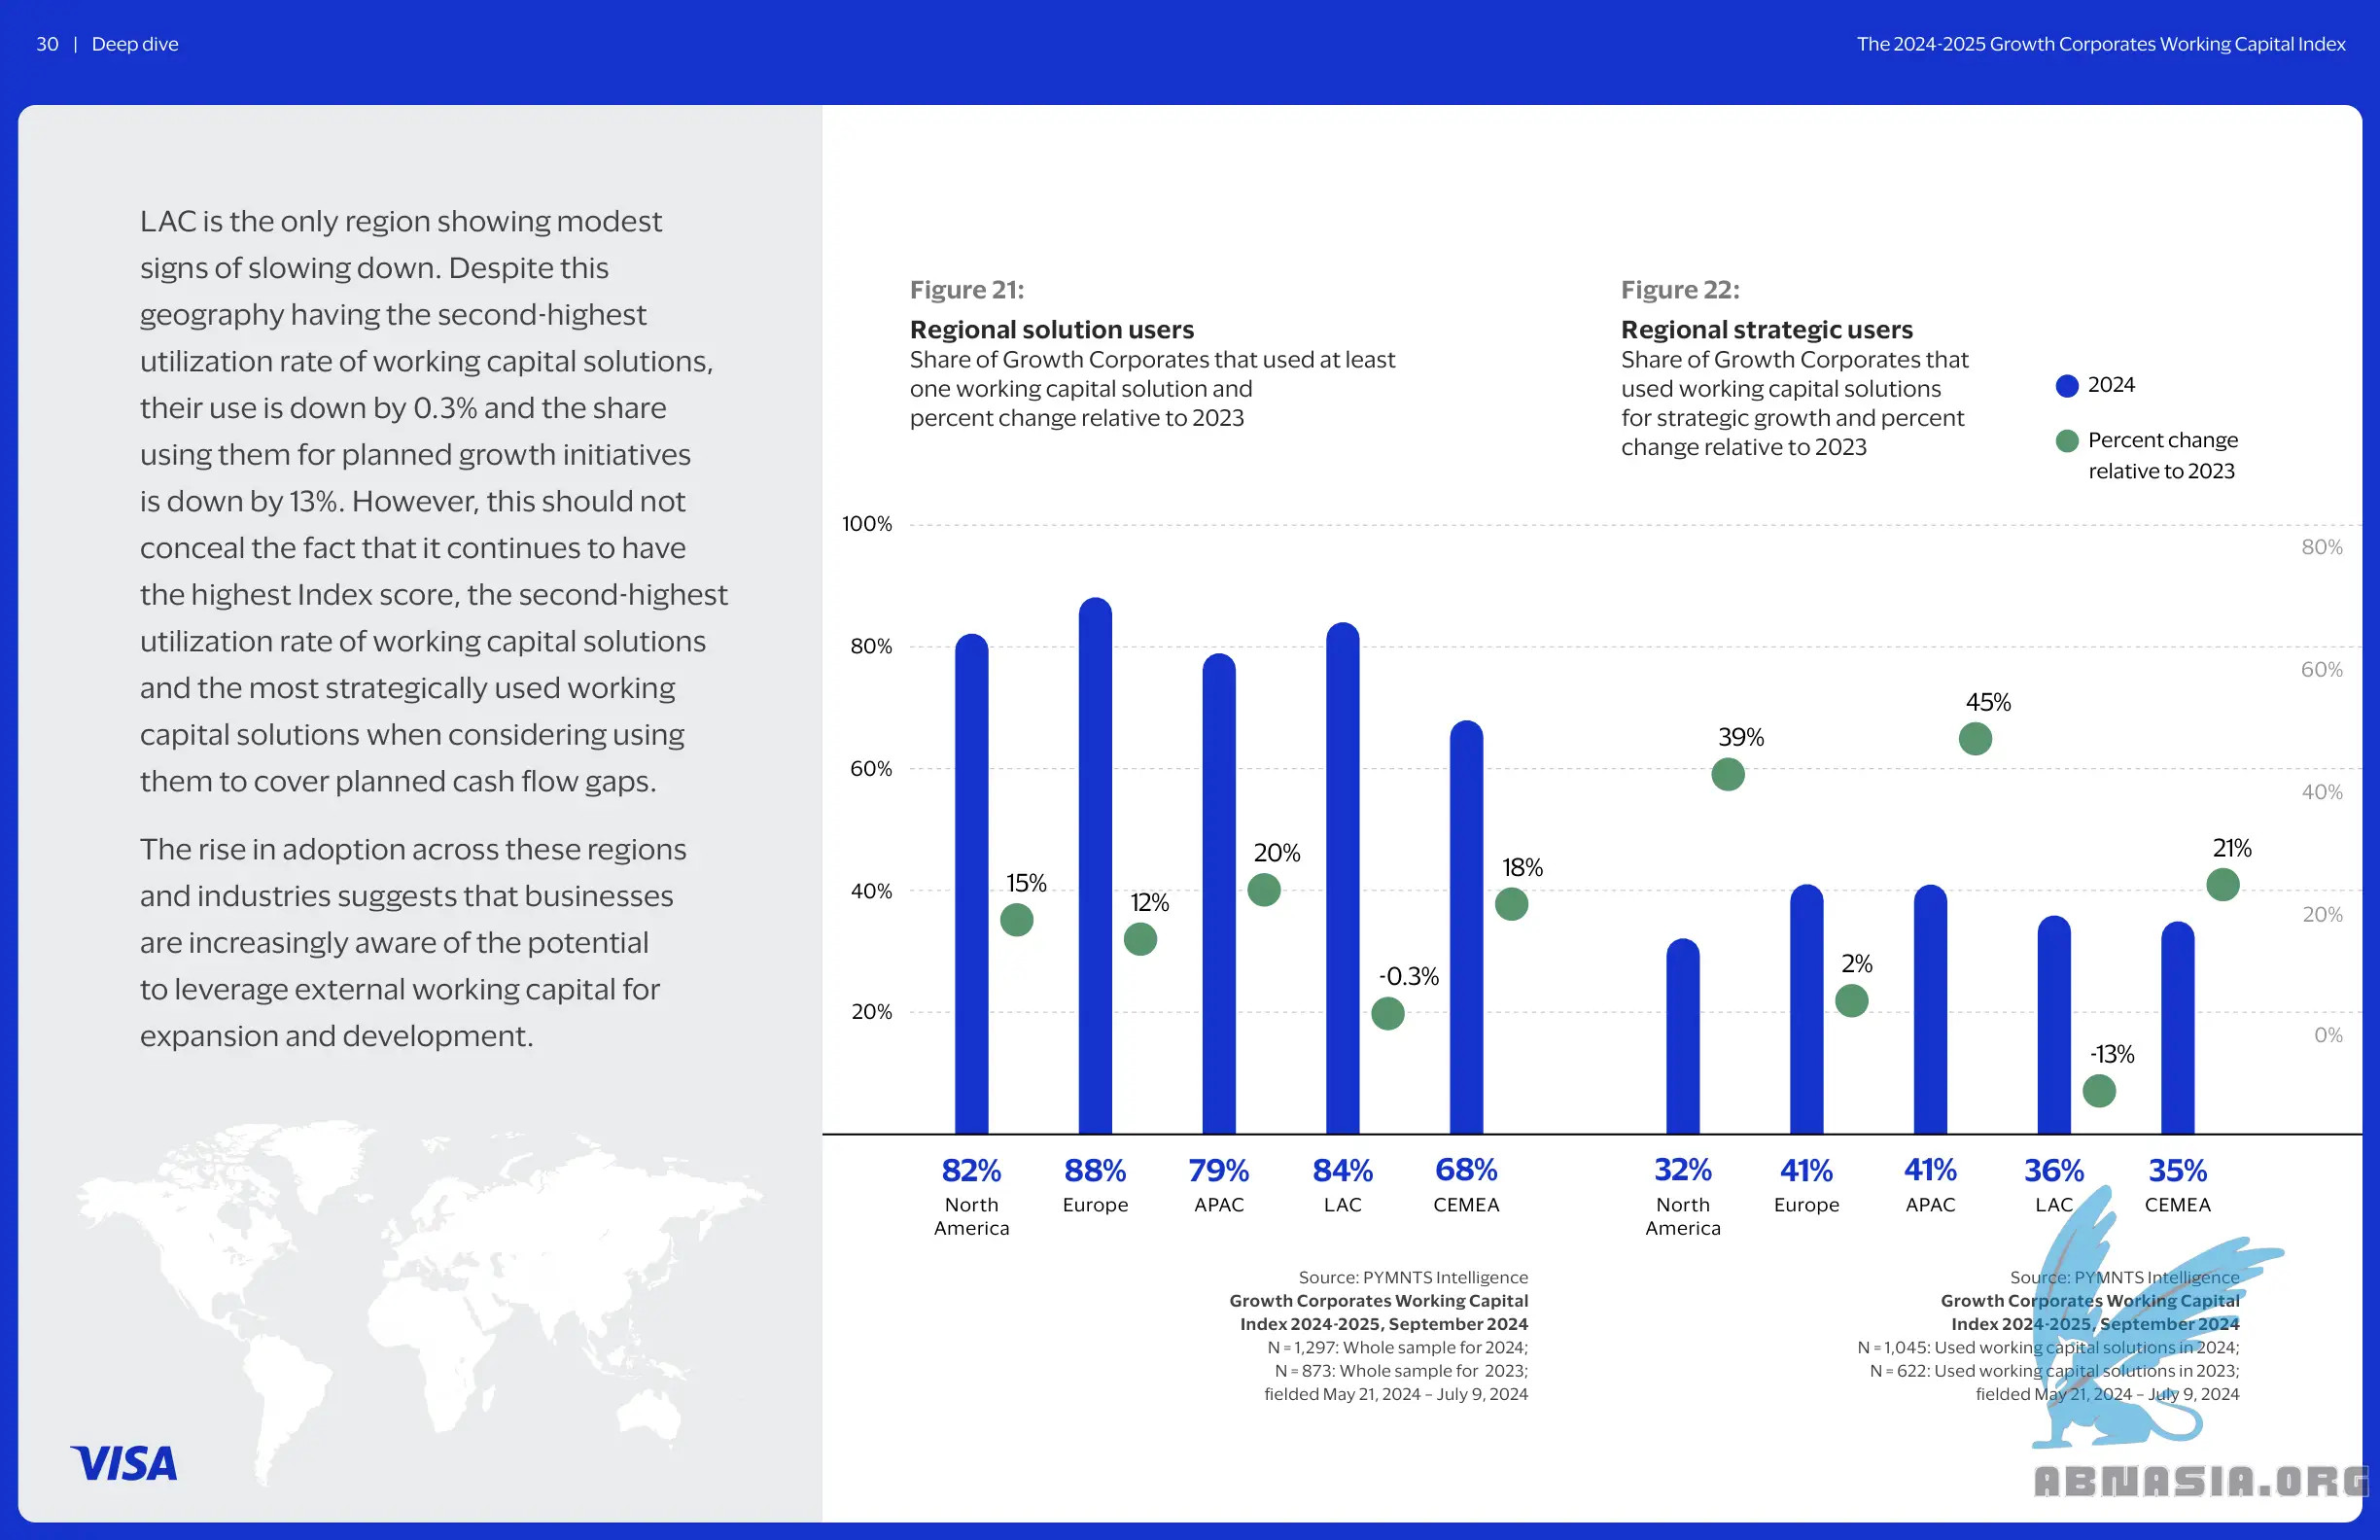 30 | Deep dive
The 2024-2025 Growth Corporates Working Capital Index
LAC is the only region showing modest
signs of slowing down. Despite this
geography having the second-highest
utilization rate of working capital solutions,
their use is down by 0.3% and the share
using them for planned growth initiatives
is down by 13%. However, this should not
conceal the fact that it continues to have
the highest Index score, the second-highest
utilization rate of working capital solutions
and the most strategically used working
capital solutions when considering using
them to cover planned cash flow gaps.
The rise in adoption across these regions
and industries suggests that businesses
are increasingly aware of the potential
to leverage external working capital for
expansion and development.
VISA
Figure 21:
Regional solution users
Share of Growth Corporates that used at least
one working capital solution and
percent change relative to 2023
Figure 22:
Regional strategic users
Share of Growth Corporates that
used working capital solutions
for strategic growth and percent
change relative to 2023
2024
Percent change
relative to 2023
100%
80%
60%
40%
20%
80%
60%
40%
20%
0%
15%
12%
20%
-0.3%
18%
39%
2%
45%
-13%
21%
82%
North
America
88%
Europe
79%
APAC
84%
LAC
68%
CEMEA
32%
North
America
41%
Europe
41%
APAC
36%
LAC
35%
CEMEA
Source: PYMNTS Intelligence
Growth Corporates Working Capital
Index 2024-2025, September 2024
N = 1,297: Whole sample for 2024;
N = 873: Whole sample for 2023;
fielded May 21, 2024 – July 9, 2024
Source: PYMNTS Intelligence
Growth Corporates Working Capital
Index 2024-2025, September 2024
N = 1,045: Used working capital solutions in 2024;
N = 622: Used working capital solutions in 2023;
fielded May 21, 2024 – July 9, 2024
ABNASIA.ORG